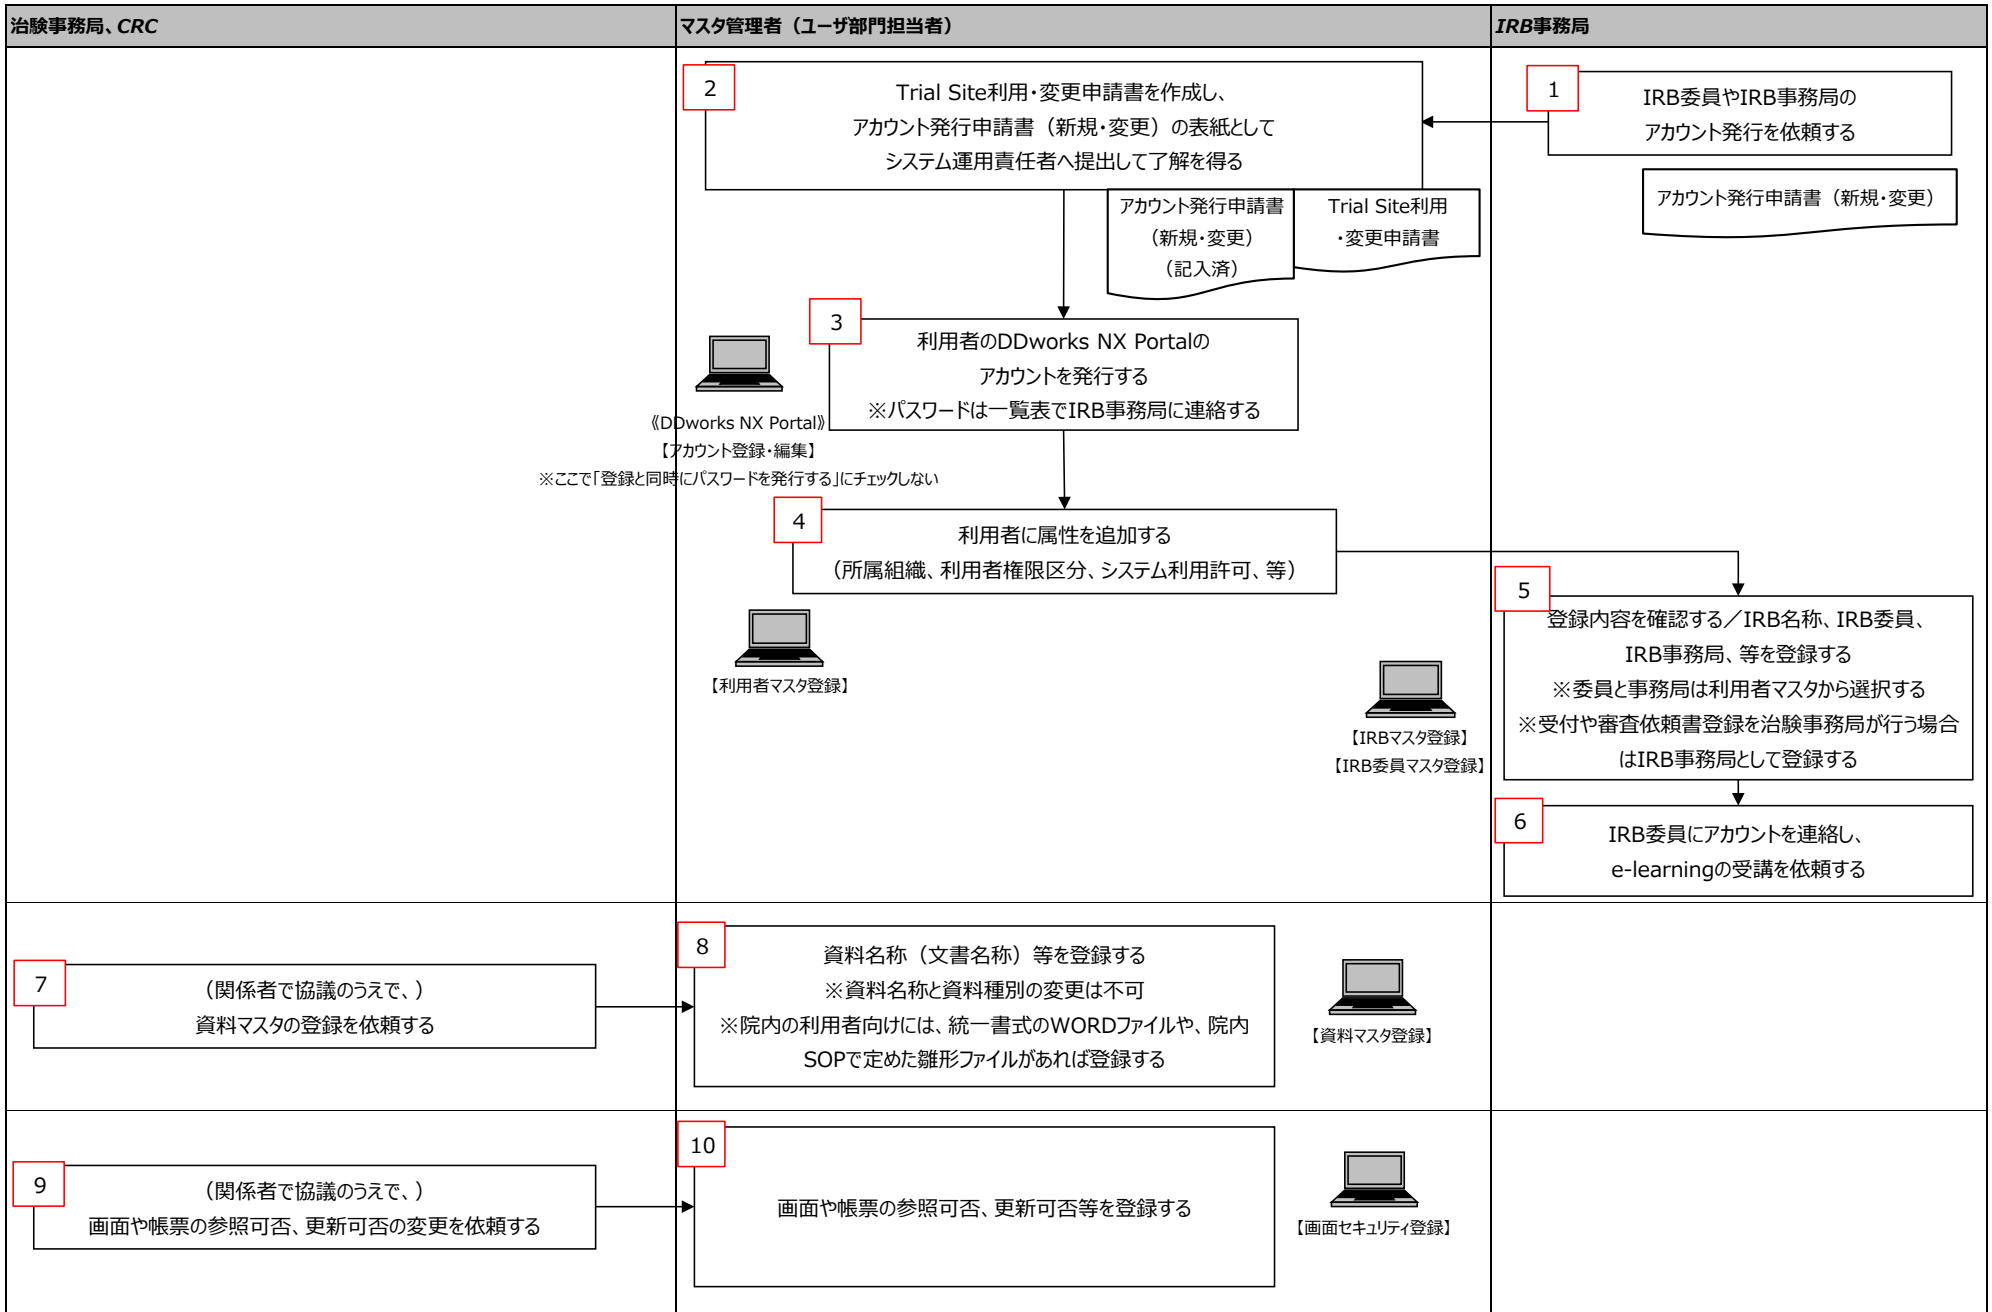 治験事務局、CRC
マスタ管理者（ユーザ部門担当者）
IRB事務局
1
IRB委員やIRB事務局の
アカウント発行を依頼する
アカウント発行申請書（新規・変更）
2
Trial Site利用・変更申請書を作成し、
アカウント発行申請書（新規・変更）の表紙として
システム運用責任者へ提出して了解を得る
アカウント発行申請書
（新規・変更）
（記入済）
Trial Site利用
・変更申請書
3
利用者のDDworks NX Portalの
アカウントを発行する
※パスワードは一覧表でIRB事務局に連絡する
《DDworks NX Portal》
【アカウント登録・編集】
※ここで「登録と同時にパスワードを発行する」にチェックしない
4
利用者に属性を追加する
（所属組織、利用者権限区分、システム利用許可、等）
【利用者マスタ登録】
5
登録内容を確認する／IRB名称、IRB委員、
IRB事務局、等を登録する
※委員と事務局は利用者マスタから選択する
※受付や審査依頼書登録を治験事務局が行う場合
はIRB事務局として登録する
【IRBマスタ登録】
【IRB委員マスタ登録】
6
IRB委員にアカウントを連絡し、
e-learningの受講を依頼する
7
（関係者で協議のうえで、）
資料マスタの登録を依頼する
8
資料名称（文書名称）等を登録する
※資料名称と資料種別の変更は不可
※院内の利用者向けには、統一書式のWORDファイルや、院内
SOPで定めた雛形ファイルがあれば登録する
【資料マスタ登録】
9
（関係者で協議のうえで、）
画面や帳票の参照可否、更新可否の変更を依頼する
10
画面や帳票の参照可否、更新可否等を登録する
【画面セキュリティ登録】